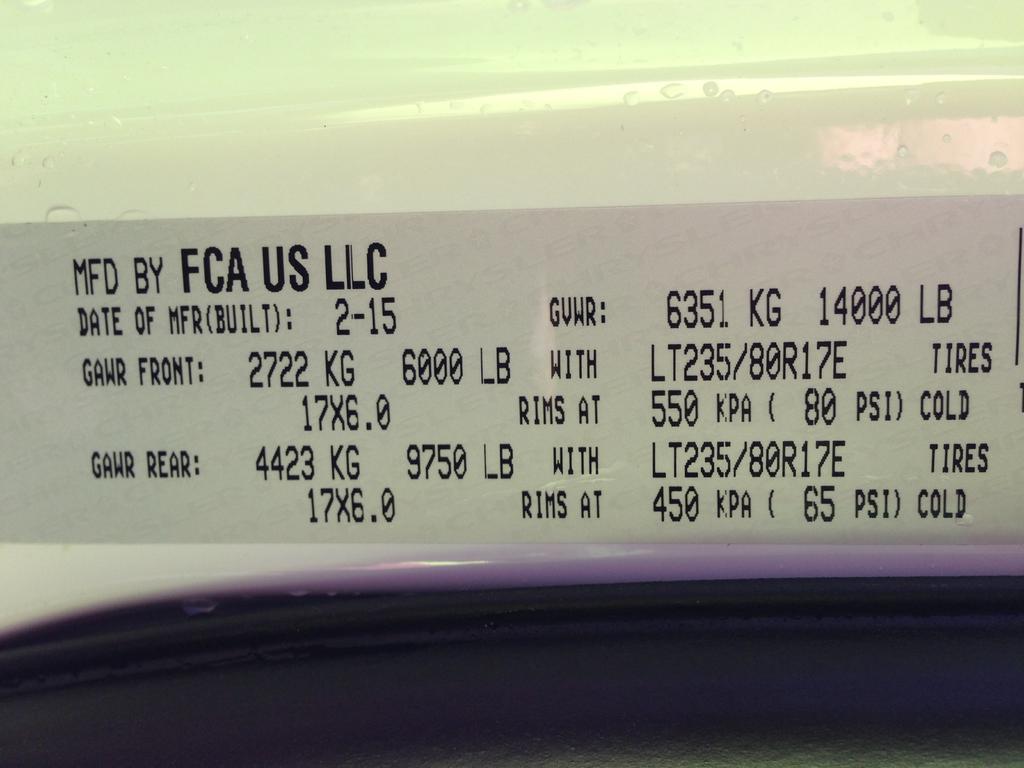 MFD BY FCA US LLC
DATE OF MFR(BUILT): 2-15 GVWR: 6351 KG 14000 LB
GAWR FRONT: 2722 KG 6000 LB WITH LT235/80R17E TIRES
17X6.0 RIMS AT 550 KPA ( 80 PSI) COLD
GAWR REAR: 4423 KG 9750 LB WITH LT235/80R17E TIRES
17X6.0 RIMS AT 450 KPA ( 65 PSI) COLD